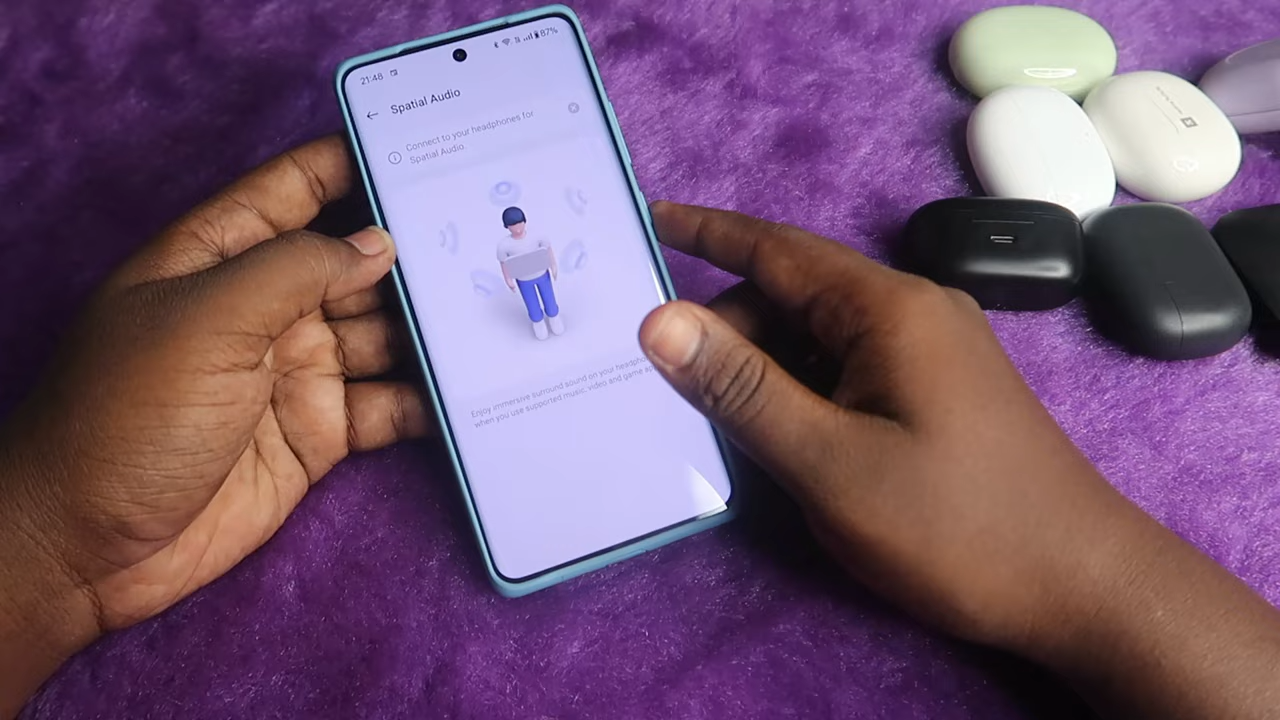 21:48
87%
Spatial Audio
Connect to your headphones for
Spatial Audio.
Enjoy immersive surround sound on your headpho
when you use supported music, video and game ap